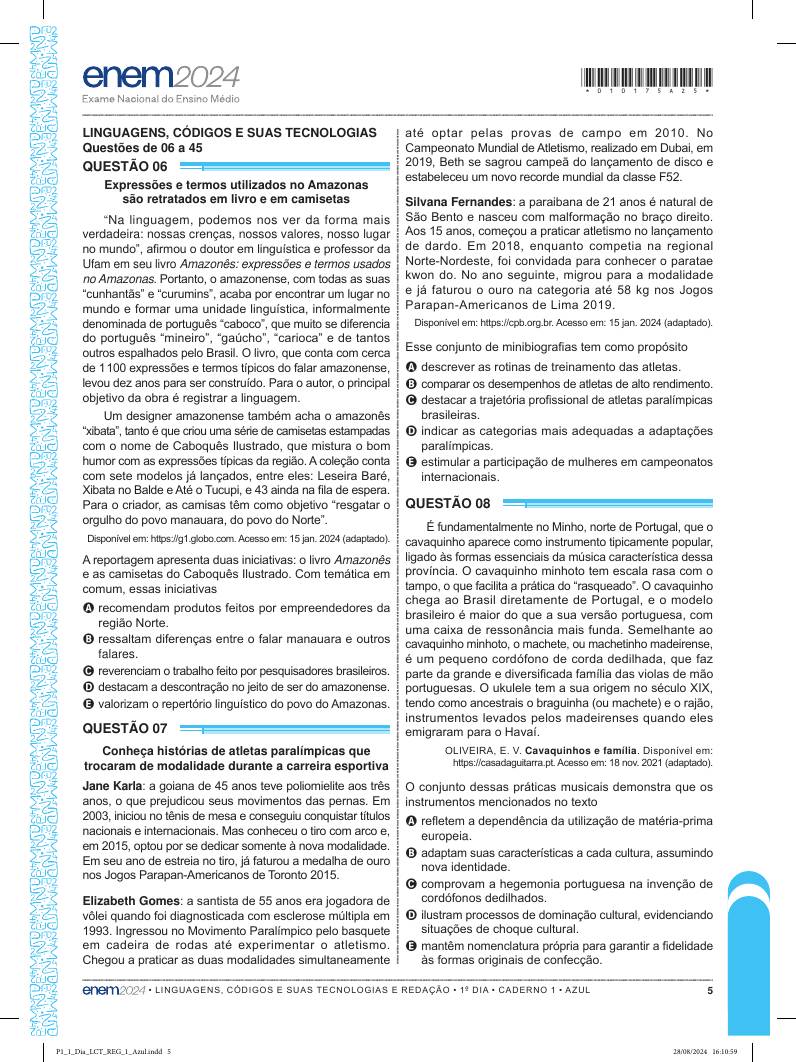 enem2024
Exame Nacional do Ensino Médio
*010175AZ5*
LINGUAGENS, CÓDIGOS E SUAS TECNOLOGIAS
Questões de 06 a 45
QUESTÃO 06
Expressões e termos utilizados no Amazonas
são retratados em livro e em camisetas
“Na linguagem, podemos nos ver da forma mais
verdadeira: nossas crenças, nossos valores, nosso lugar
no mundo”, afirmou o doutor em linguística e professor da
Ufam em seu livro Amazonês: expressões e termos usados
no Amazonas. Portanto, o amazonense, com todas as suas
“cunhantãs” e “curumins”, acaba por encontrar um lugar no
mundo e formar uma unidade linguística, informalmente
denominada de português “caboco”, que muito se diferencia
do português “mineiro”, “gaúcho”, “carioca” e de tantos
outros espalhados pelo Brasil. O livro, que conta com cerca
de 1 100 expressões e termos típicos do falar amazonense,
levou dez anos para ser construído. Para o autor, o principal
objetivo da obra é registrar a linguagem.
Um designer amazonense também acha o amazonês
“xibata”, tanto é que criou uma série de camisetas estampadas
com o nome de Caboquês Ilustrado, que mistura o bom
humor com as expressões típicas da região. A coleção conta
com sete modelos já lançados, entre eles: Leseira Baré,
Xibata no Balde e Até o Tucupi, e 43 ainda na fila de espera.
Para o criador, as camisas têm como objetivo “resgatar o
orgulho do povo manauara, do povo do Norte”.
Disponível em: https://g1.globo.com. Acesso em: 15 jan. 2024 (adaptado).
A reportagem apresenta duas iniciativas: o livro Amazonês
e as camisetas do Caboquês Ilustrado. Com temática em
comum, essas iniciativas
A recomendam produtos feitos por empreendedores da
região Norte.
B ressaltam diferenças entre o falar manauara e outros
falares.
C reverenciam o trabalho feito por pesquisadores brasileiros.
D destacam a descontração no jeito de ser do amazonense.
E valorizam o repertório linguístico do povo do Amazonas.
QUESTÃO 07
Conheça histórias de atletas paralímpicas que
trocaram de modalidade durante a carreira esportiva
Jane Karla: a goiana de 45 anos teve poliomielite aos três
anos, o que prejudicou seus movimentos das pernas. Em
2003, iniciou no tênis de mesa e conseguiu conquistar títulos
nacionais e internacionais. Mas conheceu o tiro com arco e,
em 2015, optou por se dedicar somente à nova modalidade.
Em seu ano de estreia no tiro, já faturou a medalha de ouro
nos Jogos Parapan-Americanos de Toronto 2015.
Elizabeth Gomes: a santista de 55 anos era jogadora de
vôlei quando foi diagnosticada com esclerose múltipla em
1993. Ingressou no Movimento Paralímpico pelo basquete
em cadeira de rodas até experimentar o atletismo.
Chegou a praticar as duas modalidades simultaneamente
até optar pelas provas de campo em 2010. No
Campeonato Mundial de Atletismo, realizado em Dubai, em
2019, Beth se sagrou campeã do lançamento de disco e
estabeleceu um novo recorde mundial da classe F52.
Silvana Fernandes: a paraibana de 21 anos é natural de
São Bento e nasceu com malformação no braço direito.
Aos 15 anos, começou a praticar atletismo no lançamento
de dardo. Em 2018, enquanto competia na regional
Norte-Nordeste, foi convidada para conhecer o paratae
kwon do. No ano seguinte, migrou para a modalidade
e já faturou o ouro na categoria até 58 kg nos Jogos
Parapan-Americanos de Lima 2019.
Disponível em: https://cpb.org.br. Acesso em: 15 jan. 2024 (adaptado).
Esse conjunto de minibiografias tem como propósito
A descrever as rotinas de treinamento das atletas.
B comparar os desempenhos de atletas de alto rendimento.
C destacar a trajetória profissional de atletas paralímpicas
brasileiras.
D indicar as categorias mais adequadas a adaptações
paralímpicas.
E estimular a participação de mulheres em campeonatos
internacionais.
QUESTÃO 08
É fundamentalmente no Minho, norte de Portugal, que o
cavaquinho aparece como instrumento tipicamente popular,
ligado às formas essenciais da música característica dessa
província. O cavaquinho minhoto tem escala rasa com o
tampo, o que facilita a prática do “rasqueado”. O cavaquinho
chega ao Brasil diretamente de Portugal, e o modelo
brasileiro é maior do que a sua versão portuguesa, com
uma caixa de ressonância mais funda. Semelhante ao
cavaquinho minhoto, o machete, ou machetinho madeirense,
é um pequeno cordófono de corda dedilhada, que faz
parte da grande e diversificada família das violas de mão
portuguesas. O ukulele tem a sua origem no século XIX,
tendo como ancestrais o braguinha (ou machete) e o rajão,
instrumentos levados pelos madeirenses quando eles
emigraram para o Havaí.
OLIVEIRA, E. V. Cavaquinhos e família. Disponível em:
https://casadaguitarra.pt. Acesso em: 18 nov. 2021 (adaptado).
O conjunto dessas práticas musicais demonstra que os
instrumentos mencionados no texto
A refletem a dependência da utilização de matéria-prima
europeia.
B adaptam suas características a cada cultura, assumindo
nova identidade.
C comprovam a hegemonia portuguesa na invenção de
cordófonos dedilhados.
D ilustram processos de dominação cultural, evidenciando
situações de choque cultural.
E mantêm nomenclatura própria para garantir a fidelidade
às formas originais de confecção.
enem2024 • LINGUAGENS, CÓDIGOS E SUAS TECNOLOGIAS E REDAÇÃO • 1º DIA • CADERNO 1 • AZUL
5
P1_1_Dia_LCT_REG_1_Azul.indd 5
28/08/2024 16:10:59